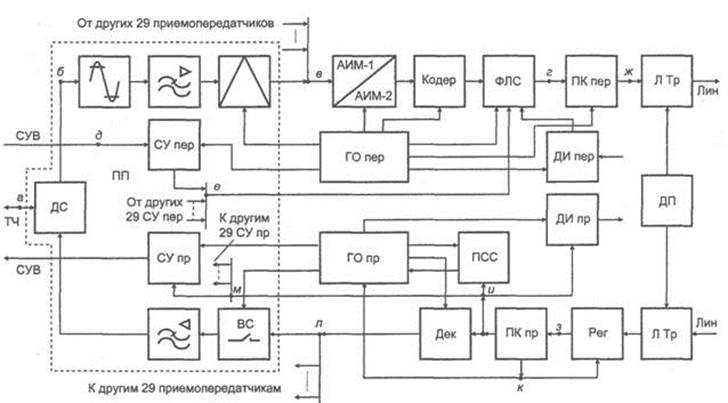 От других 29 приемопередатчиков
б
в
АИМ-1
АИМ-2
Кодер
ФЛС
г
ПК пер
ж
Л Тр
Лин
СУВ
д
СУ пер
ПП
е
ГО пер
ДИ пер
От других
29 СУ пер
а
ТЧ
ДС
К другим
29 СУ пр
ДП
ДИ пр
СУВ
СУ пр
м
ГО пр
ПСС
и
ВС
п
Дек
ПК пр
з
Рег
Л Тр
Лин
к
К другим 29 приемопередатчикам